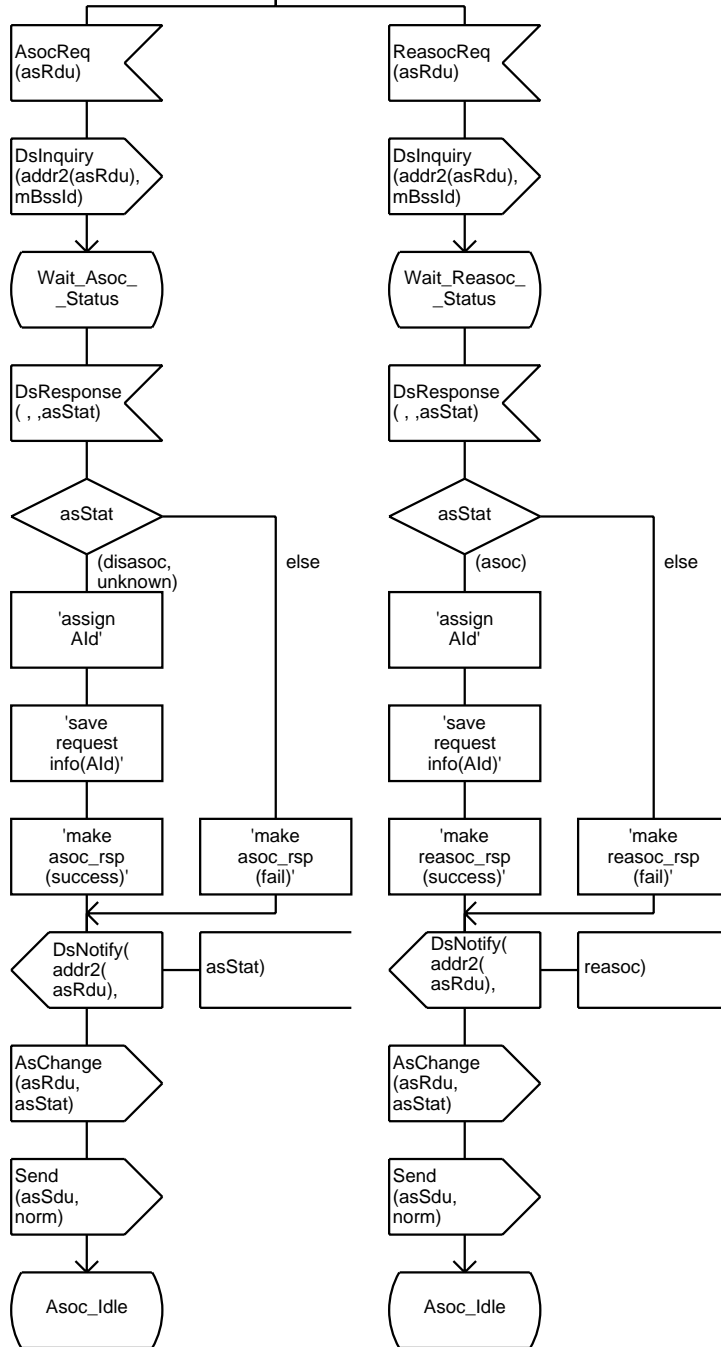 AsocReq
(asRdu)
DsInquiry
(addr2(asRdu),
mBssId)
Wait_Asoc_
_Status
DsResponse
( , ,asStat)
asStat
(disasoc,
unknown)
else
'assign
AId'
'save
request
info(AId)'
'make
asoc_rsp
(success)'
'make
asoc_rsp
(fail)'
DsNotify(
addr2(
asRdu),
asStat)
AsChange
(asRdu,
asStat)
Send
(asSdu,
norm)
Asoc_Idle
ReasocReq
(asRdu)
DsInquiry
(addr2(asRdu),
mBssId)
Wait_Reasoc_
_Status
DsResponse
( , ,asStat)
asStat
(asoc)
else
'assign
AId'
'save
request
info(AId)'
'make
reasoc_rsp
(success)'
'make
reasoc_rsp
(fail)'
DsNotify(
addr2(
asRdu),
reasoc)
AsChange
(asRdu,
asStat)
Send
(asSdu,
norm)
Asoc_Idle